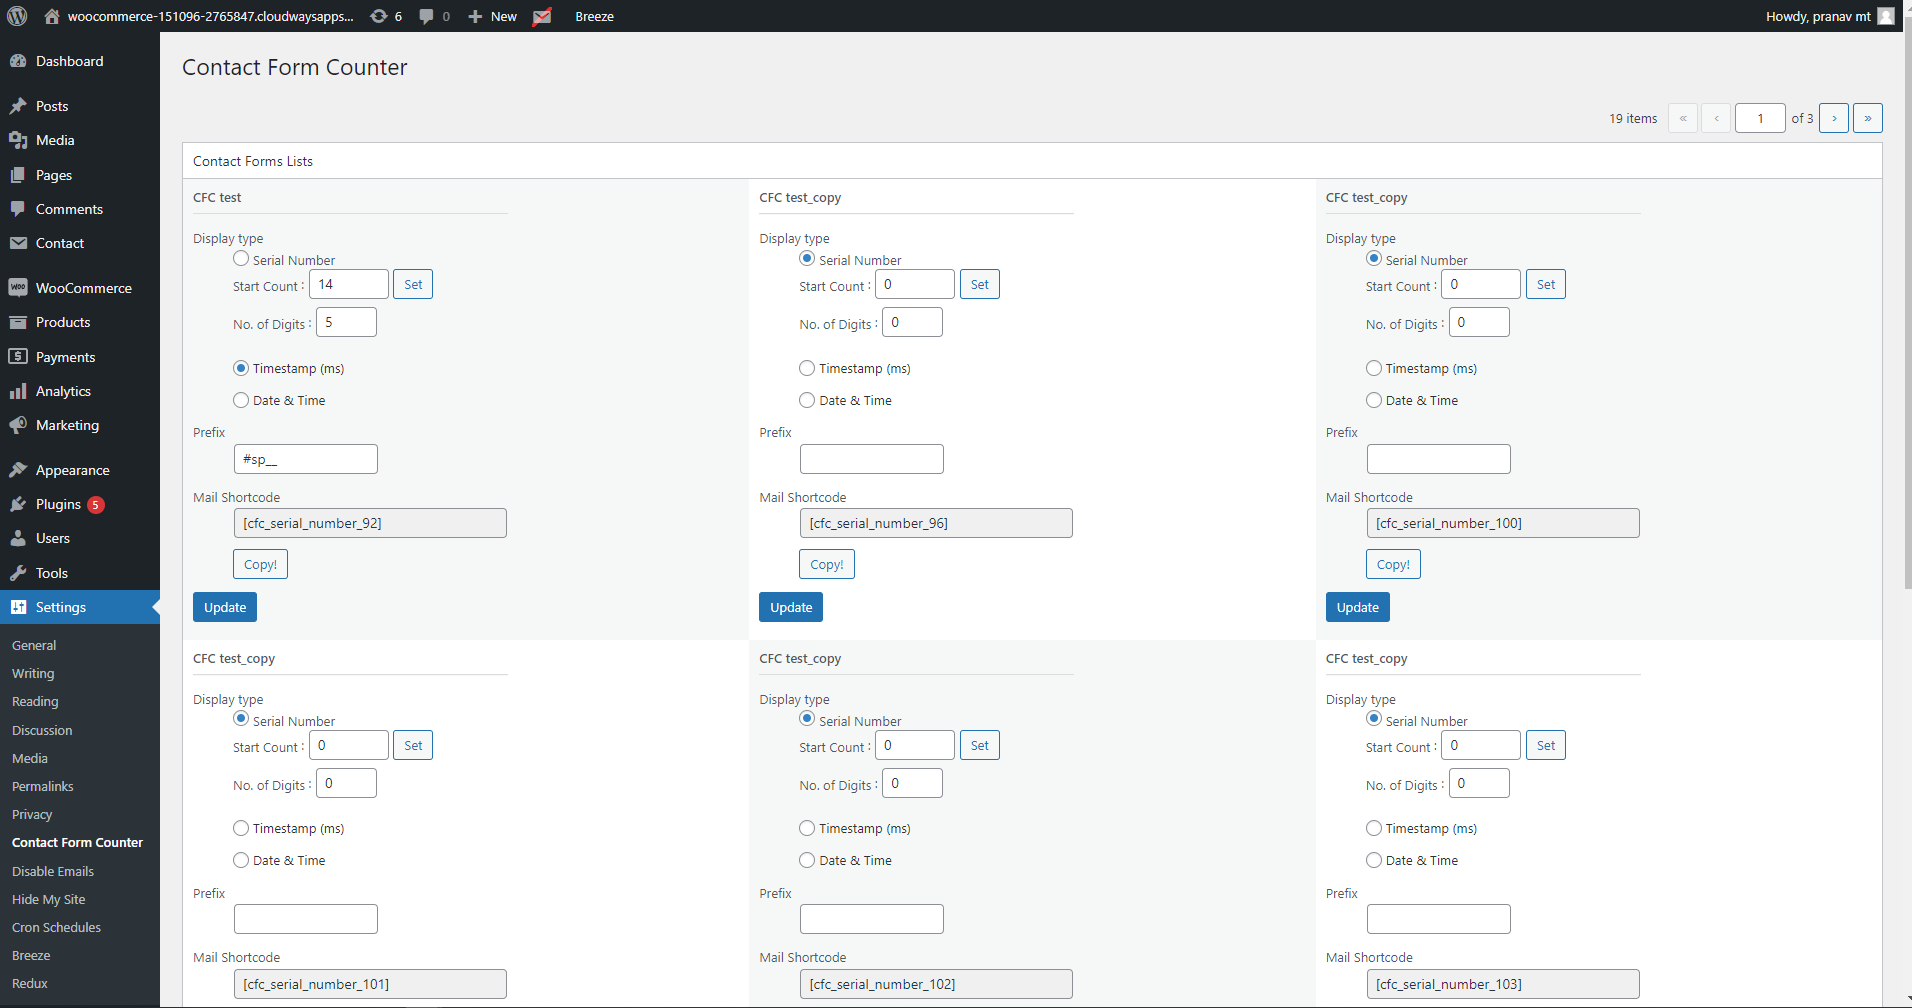 woocommerce-151096-2765847.cloudwaysapps... 6 0 New Breeze Howdy, pranav mt
Dashboard
Posts
Media
Pages
Comments
Contact
WooCommerce
Products
Payments
Analytics
Marketing
Appearance
Plugins 5
Users
Tools
Settings
General
Writing
Reading
Discussion
Media
Permalinks
Privacy
Contact Form Counter
Disable Emails
Hide My Site
Cron Schedules
Breeze
Redux
Contact Form Counter
19 items « ‹ 1 of 3 › »
Contact Forms Lists
CFC test
Display type
Serial Number
Start Count : 14 Set
No. of Digits : 5
Timestamp (ms)
Date & Time
Prefix
#sp__
Mail Shortcode
[cfc_serial_number_92]
Copy!
Update
CFC test_copy
Display type
Serial Number
Start Count : 0 Set
No. of Digits : 0
Timestamp (ms)
Date & Time
Prefix
Mail Shortcode
[cfc_serial_number_96]
Copy!
Update
CFC test_copy
Display type
Serial Number
Start Count : 0 Set
No. of Digits : 0
Timestamp (ms)
Date & Time
Prefix
Mail Shortcode
[cfc_serial_number_100]
Copy!
Update
CFC test_copy
Display type
Serial Number
Start Count : 0 Set
No. of Digits : 0
Timestamp (ms)
Date & Time
Prefix
Mail Shortcode
[cfc_serial_number_101]
CFC test_copy
Display type
Serial Number
Start Count : 0 Set
No. of Digits : 0
Timestamp (ms)
Date & Time
Prefix
Mail Shortcode
[cfc_serial_number_102]
CFC test_copy
Display type
Serial Number
Start Count : 0 Set
No. of Digits : 0
Timestamp (ms)
Date & Time
Prefix
Mail Shortcode
[cfc_serial_number_103]